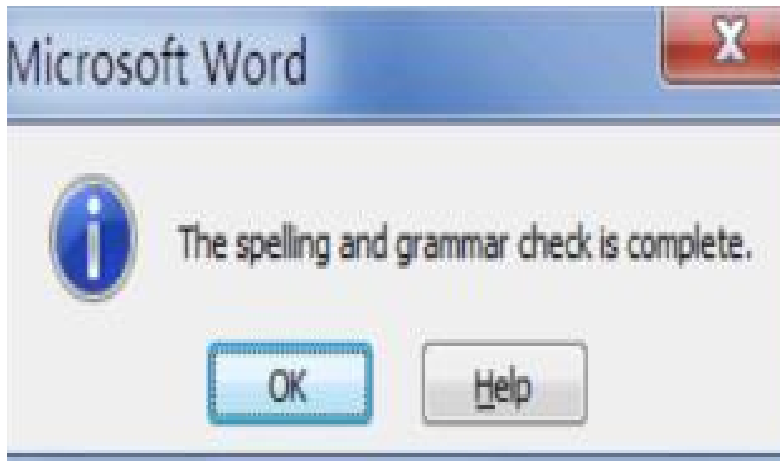 Microsoft Word
X
The spelling and grammar check is complete.
OK
Help